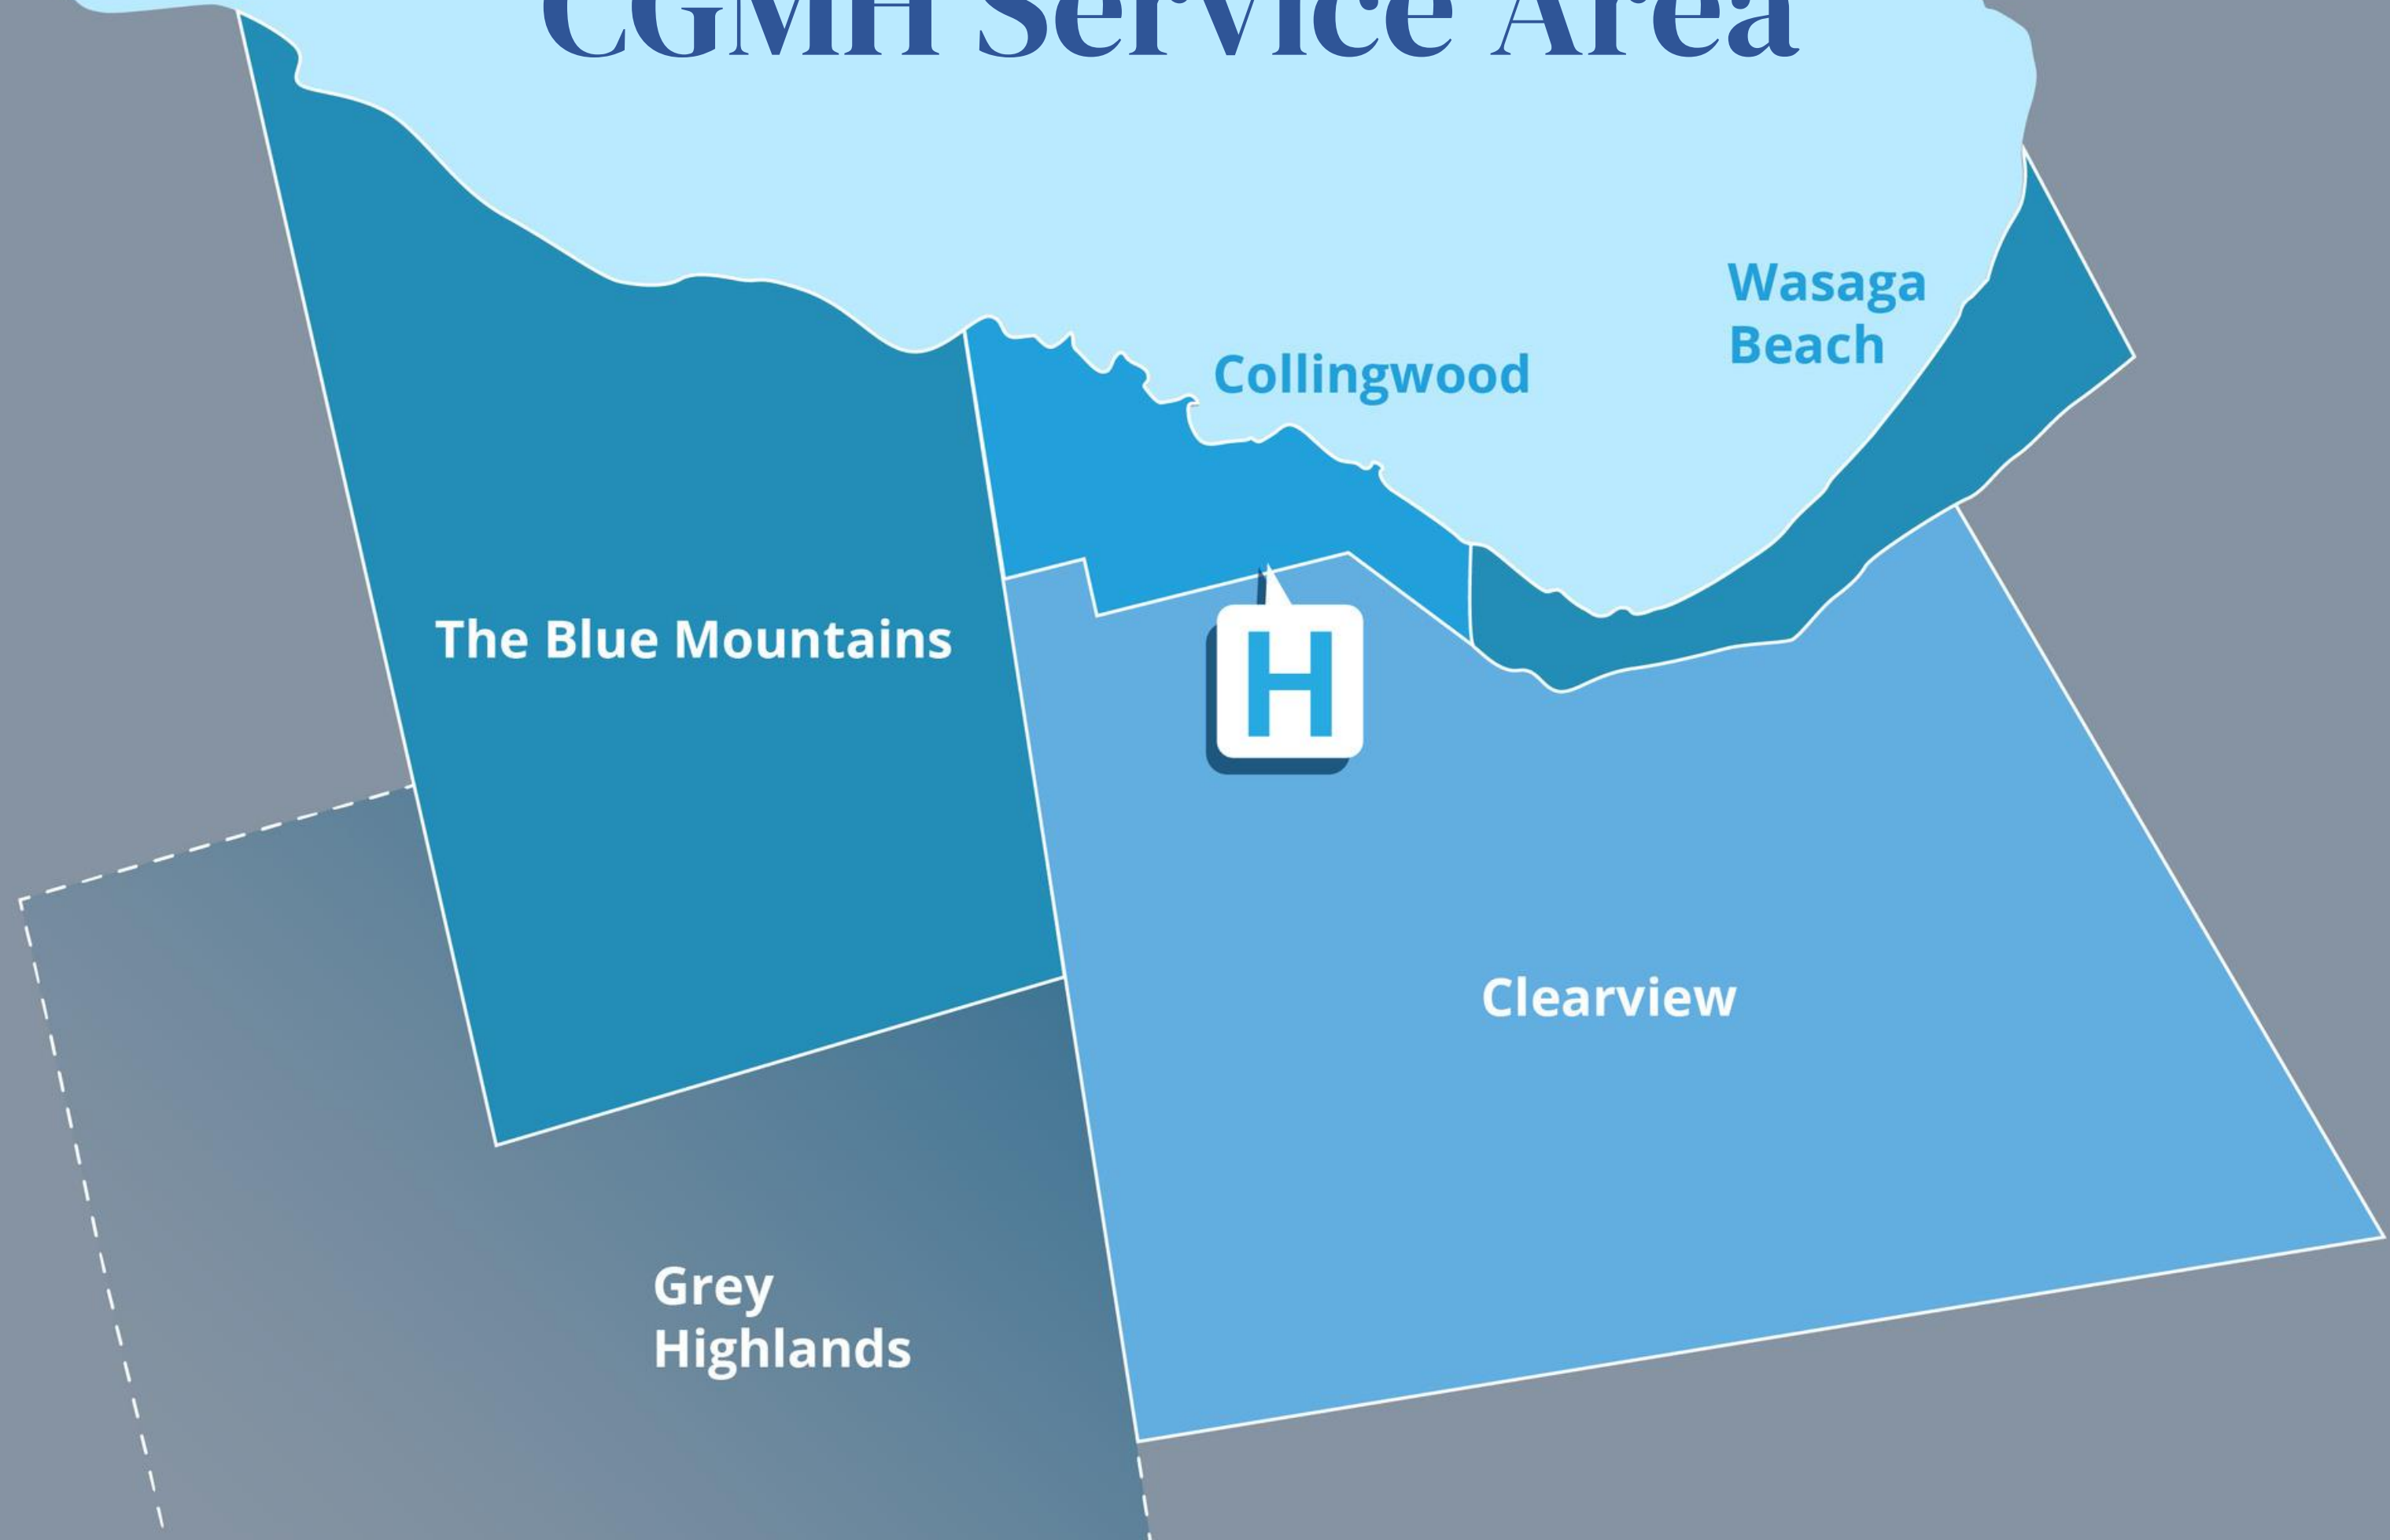 CGMH Service Area
Wasaga
Beach
Collingwood
The Blue Mountains
H
Clearview
Grey
Highlands